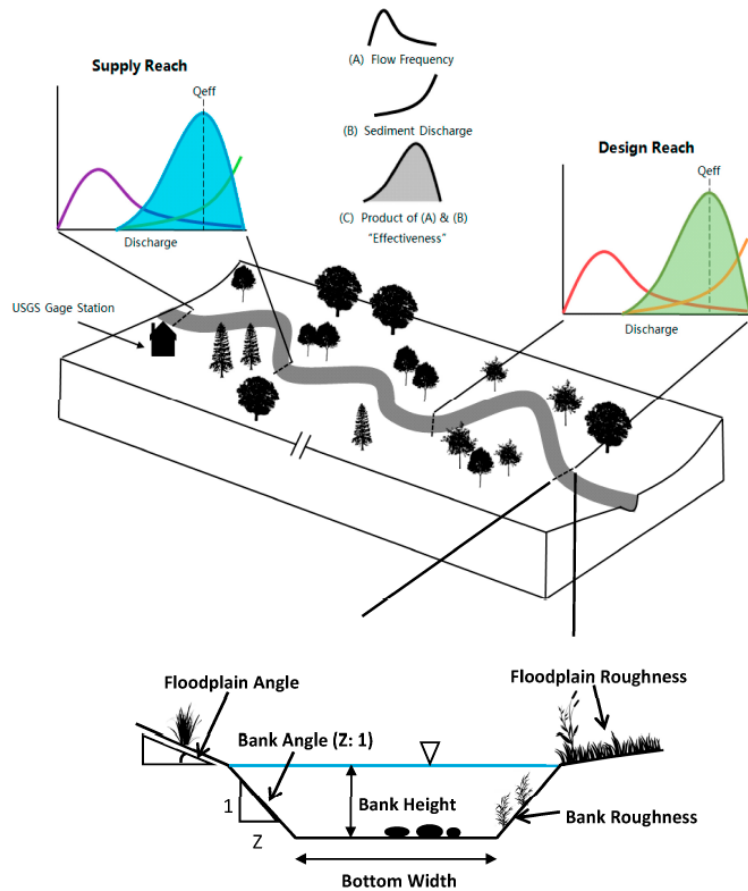 Supply Reach
Qeff
Discharge
(A) Flow Frequency
(B) Sediment Discharge
(C) Product of (A) & (B)
"Effectiveness"
Design Reach
Qeff
Discharge
USGS Gage Station
Floodplain Angle
Bank Angle (Z: 1)
Floodplain Roughness
1
Z
Bank Height
Bank Roughness
Bottom Width